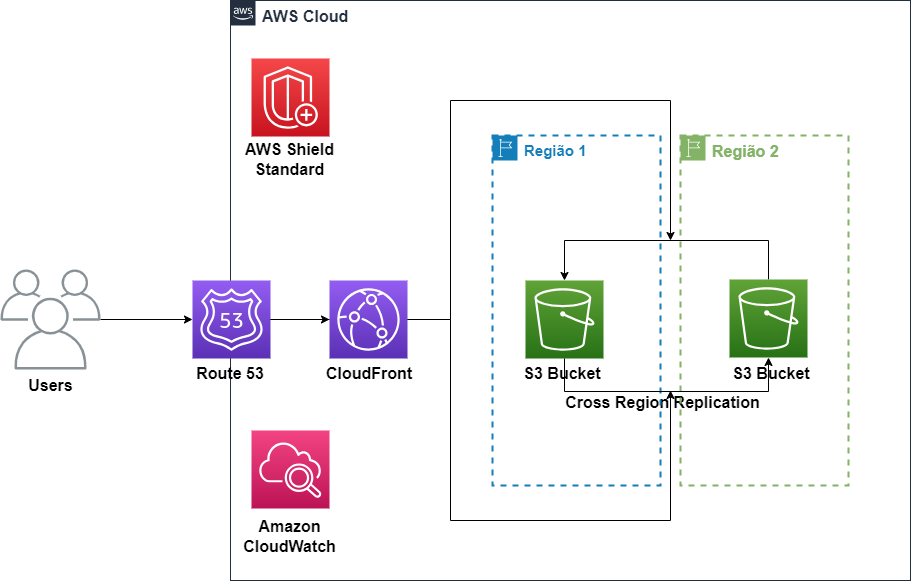 aws
AWS Cloud
AWS Shield
Standard
Região 1
Região 2
53
Users
Route 53
CloudFront
S3 Bucket
S3 Bucket
Cross Region Replication
Amazon
CloudWatch